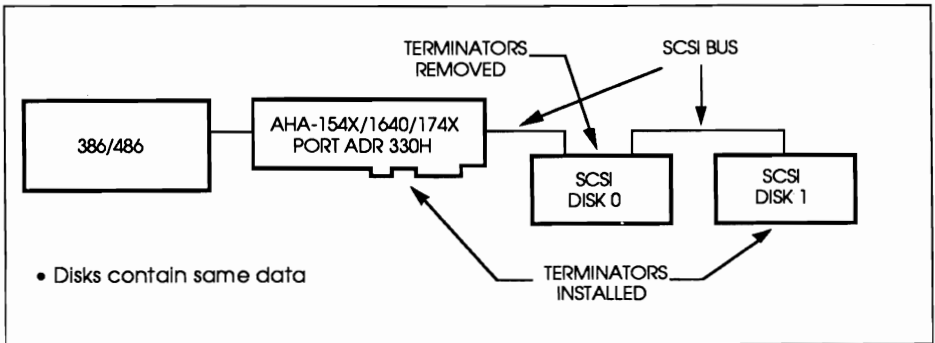 TERMINATORS
REMOVED
SCSI BUS
386/486
AHA-154X/1640/174X
PORT ADR 330H
SCSI
DISK 0
SCSI
DISK 1
• Disks contain same data
TERMINATORS
INSTALLED